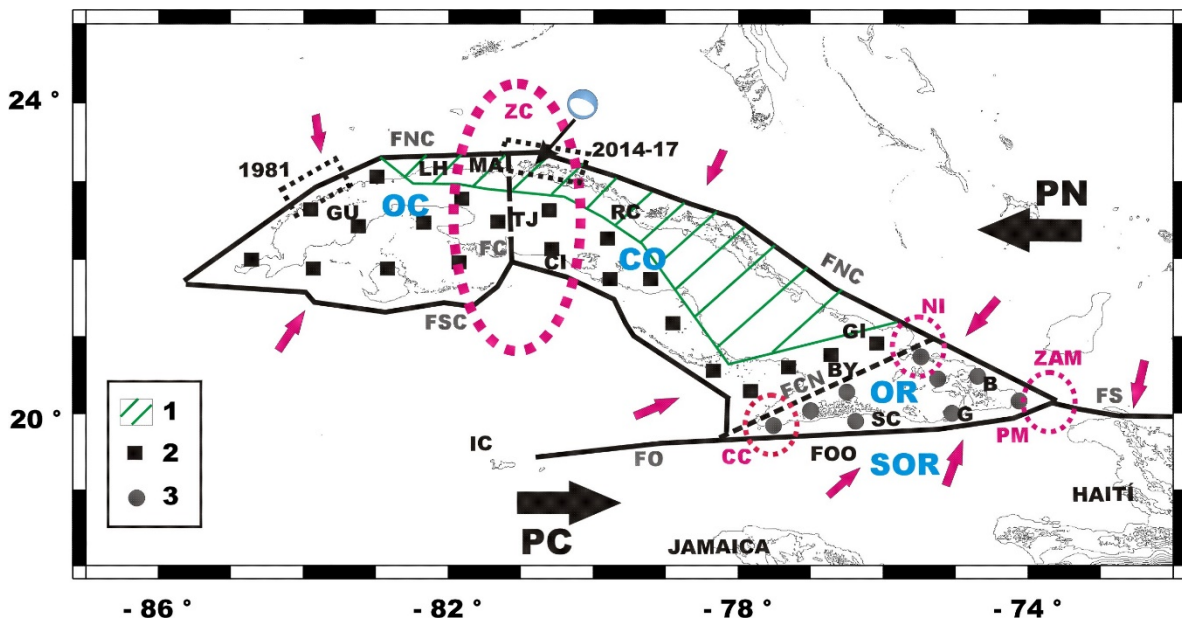 24 °
ZC
FNC
1981
LH
MA
2014-17
GU
OC
TJ
RC
PN
FC
CI
CO
FNC
FSC
GI
NI
BY
FCN
OR
B
ZAM
FS
1
2
3
20 °
SC
G
IC
FO
CC
FOO
SOR
PM
HAITÍ
PC
JAMAICA
- 86 °
- 82 °
- 78 °
- 74 °